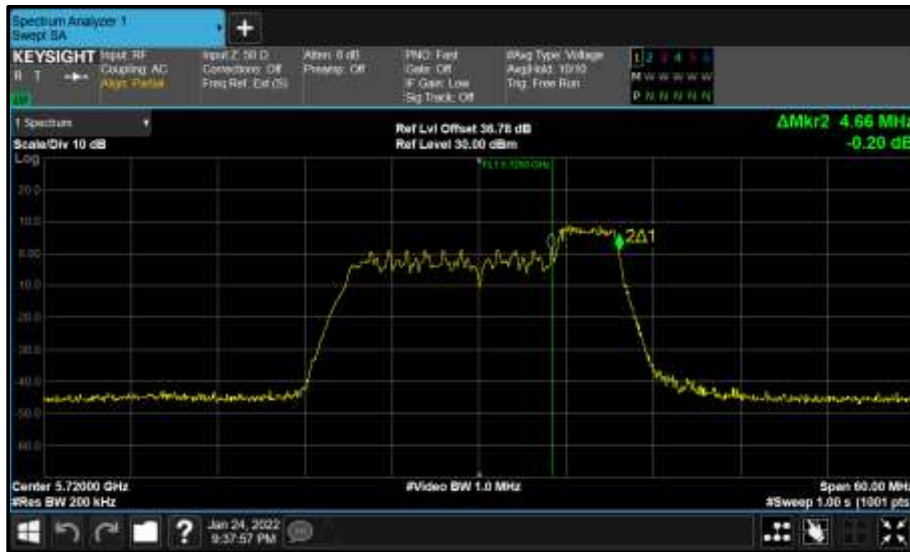 Spectrum Analyzer 1
Swept SA
+
KEYSIGHT
Input: RF
Coupling: AC
Align: Partial
R T
Input Z: 50 Ω
Corrections: Off
Freq Ref: Ext (S)
Atten: 6 dB
Preamp: Off
PNO: Fast
Gate: Off
IF Gain: Low
Sig Track: Off
#Avg Type: Voltage
Avg|Hold: 10/10
Trig: Free Run
1 2 3 4 5 6
M W W W W W W
P N N N N N N
1 Spectrum
Scale/Div 10 dB
Ref Lvl Offset 36.78 dB
Ref Level 30.00 dBm
ΔMkr2 4.66 MHz
-0.20 dB
Log
20.0
10.0
0.00
-10.0
-20.0
-30.0
-40.0
-50.0
-60.0
2Δ1
Center 5.72000 GHz
#Res BW 200 kHz
#Video BW 1.0 MHz
Span 60.00 MHz
#Sweep 1.00 s (1001 pts
?
Jan 24, 2022
9:37:57 PM